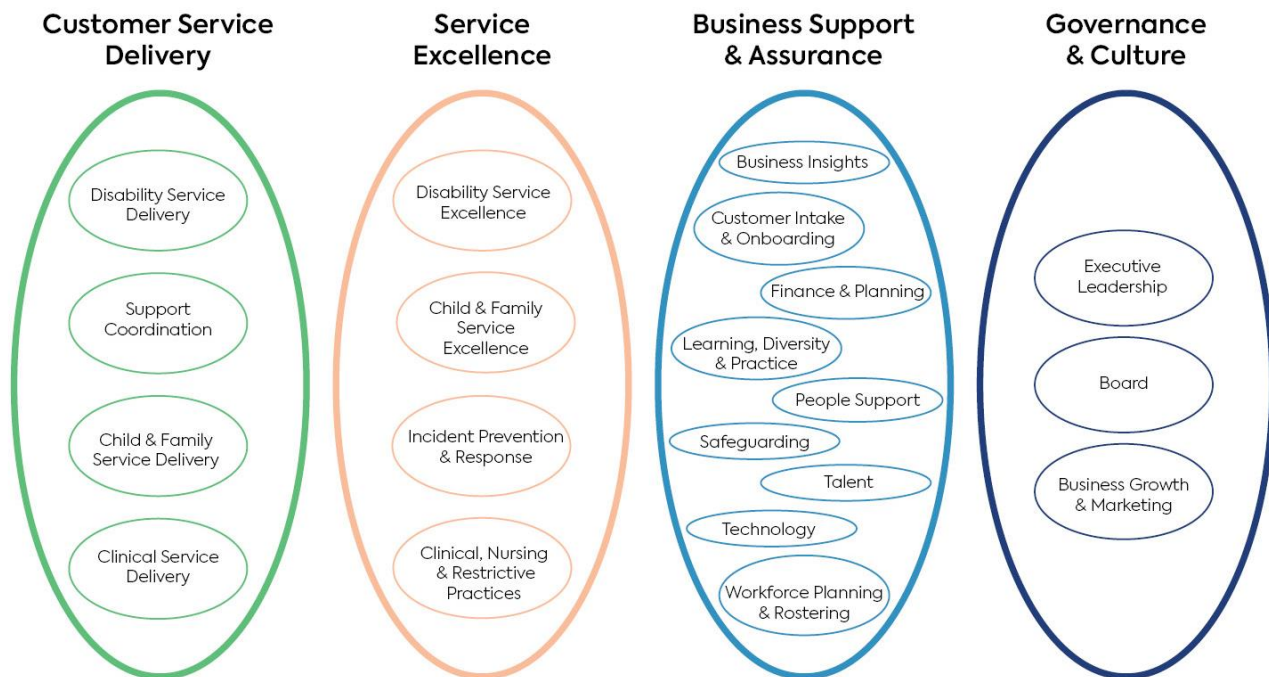 Customer Service
Delivery
Disability Service
Delivery
Support
Coordination
Child & Family
Service Delivery
Clinical Service
Delivery
Service
Excellence
Disability Service
Excellence
Child & Family
Service
Excellence
Incident Prevention
& Response
Clinical, Nursing
& Restrictive
Practices
Business Support
& Assurance
Business Insights
Customer Intake
& Onboarding
Finance & Planning
Learning, Diversity
& Practice
People Support
Safeguarding
Talent
Technology
Workforce Planning
& Rostering
Governance
& Culture
Executive
Leadership
Board
Business Growth
& Marketing